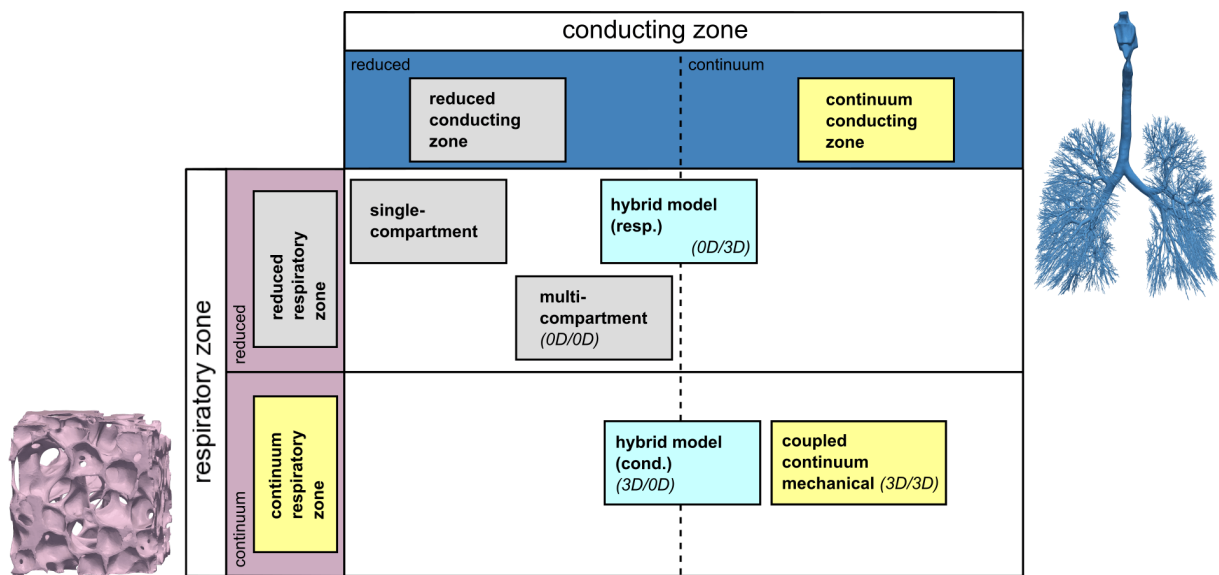 conducting zone
reduced
continuum
reduced
conducting
zone
continuum
conducting
zone
respiratory zone
reduced
reduced
respiratory
zone
single-
compartment
hybrid model
(resp.)
(0D/3D)
multi-
compartment
(0D/0D)
continuum
continuum
respiratory
zone
hybrid model
(cond.)
(3D/0D)
coupled
continuum
mechanical (3D/3D)